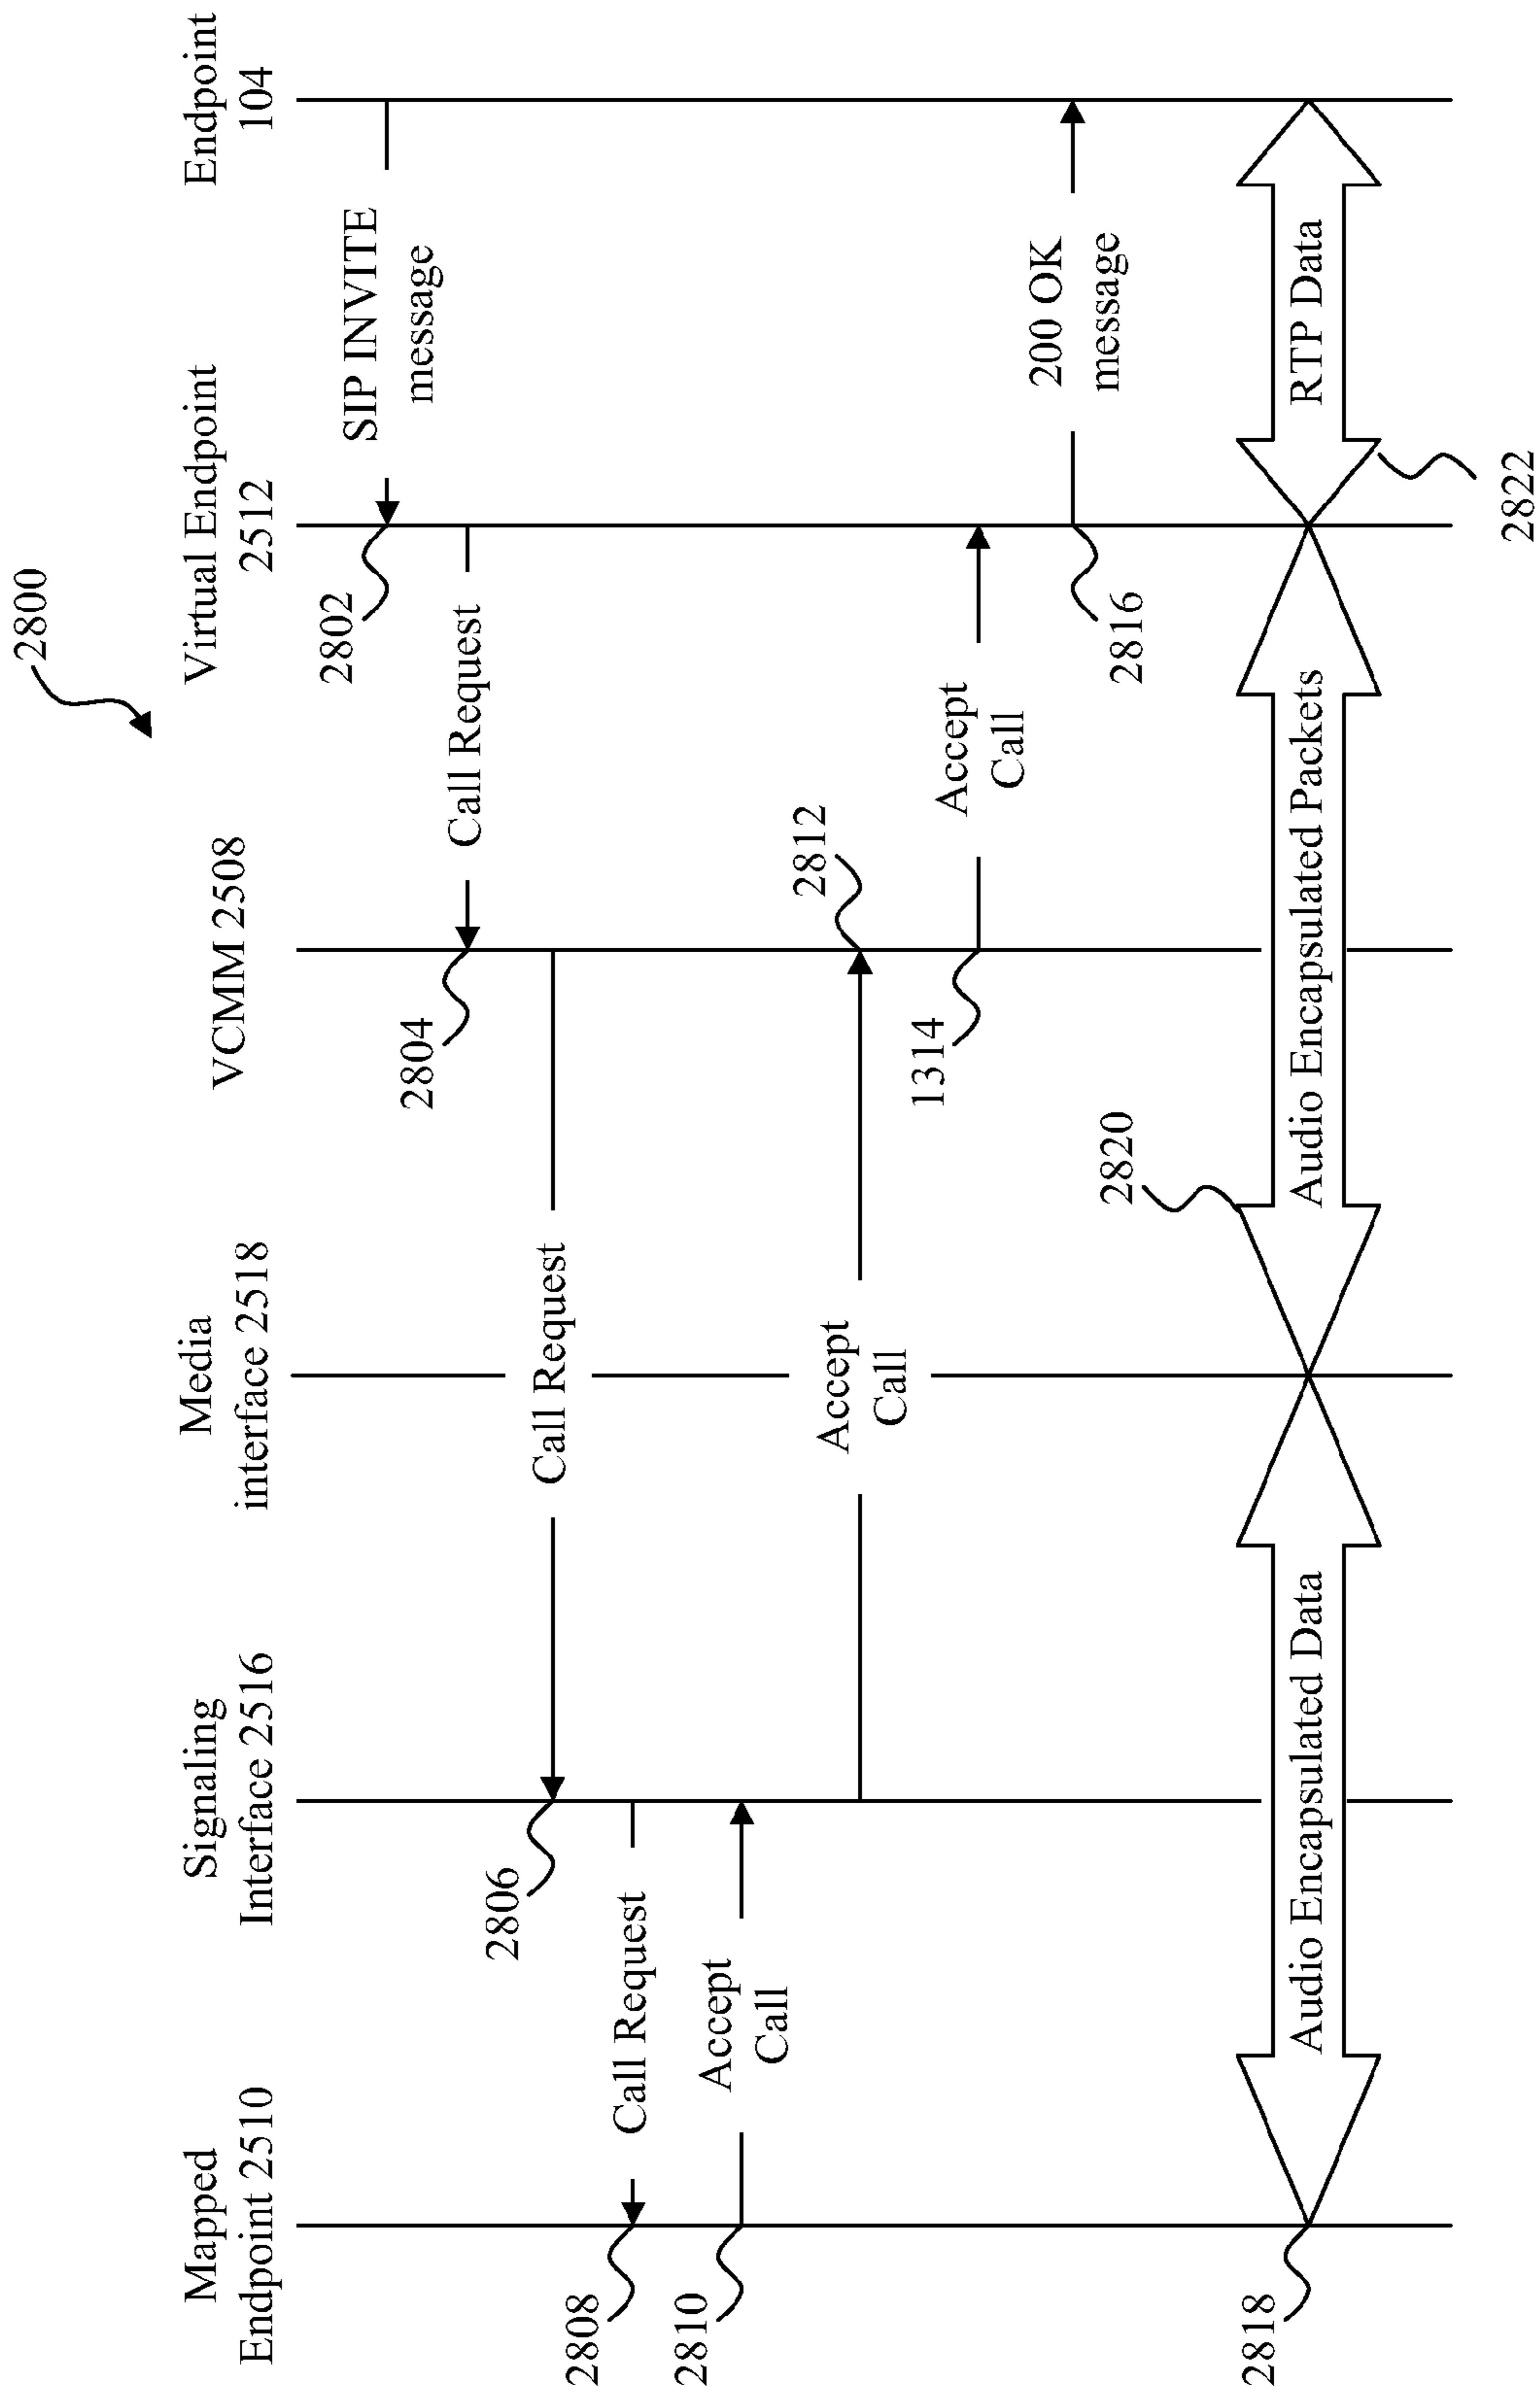 2800
Mapped
Endpoint 2510
Signaling
Interface 2516
Media
interface 2518
VCMM 2508
Virtual Endpoint
2512
Endpoint
104
SIP INVITE
message
2802
Call Request
2804
Call Request
2806
Call Request
2808
Accept
Call
2810
Accept
Call
2812
Accept
Call
1314
200 OK
message
2816
Audio Encapsulated Data
2818
Audio Encapsulated Packets
2820
RTP Data
2822